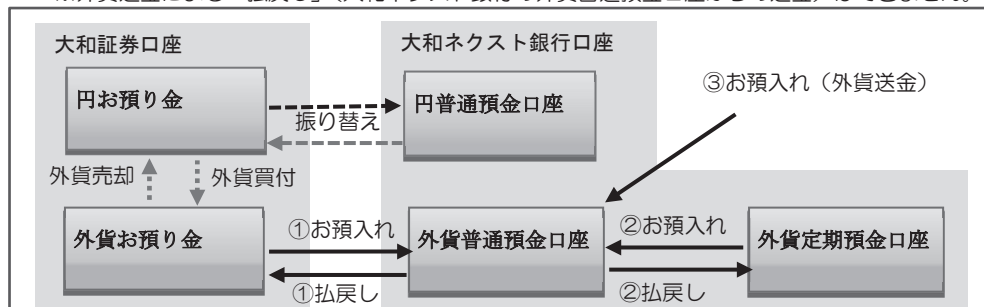 大和証券口座
大和ネクスト銀行口座
円お預り金
円普通預金口座
③お預入れ（外貨送金）
振り替え
外貨売却
外貨買付
外貨お預り金
①お預入れ
外貨普通預金口座
②お預入れ
外貨定期預金口座
①払戻し
②払戻し